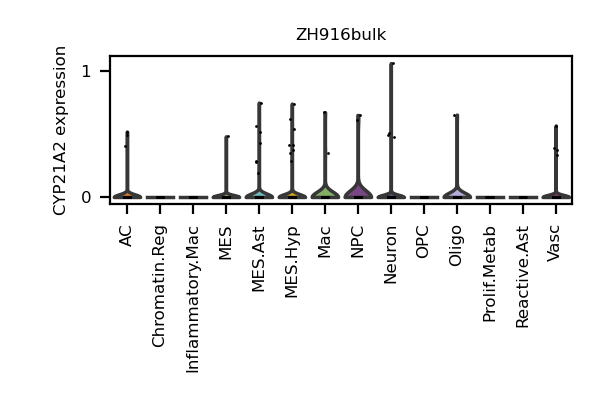 ZH916bulk
CYP21A2 expression
1
0
AC
Chromatin.Reg
Inflammatory.Mac
MES
MES.Ast
MES.Hyp
Mac
NPC
Neuron
OPC
Oligo
Prolif.Metab
Reactive.Ast
Vasc